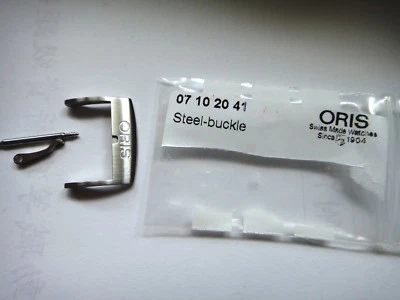 07 10 20 41
Steel-buckle
ORIS
Swiss Made Watches
Since 1904
ORIS